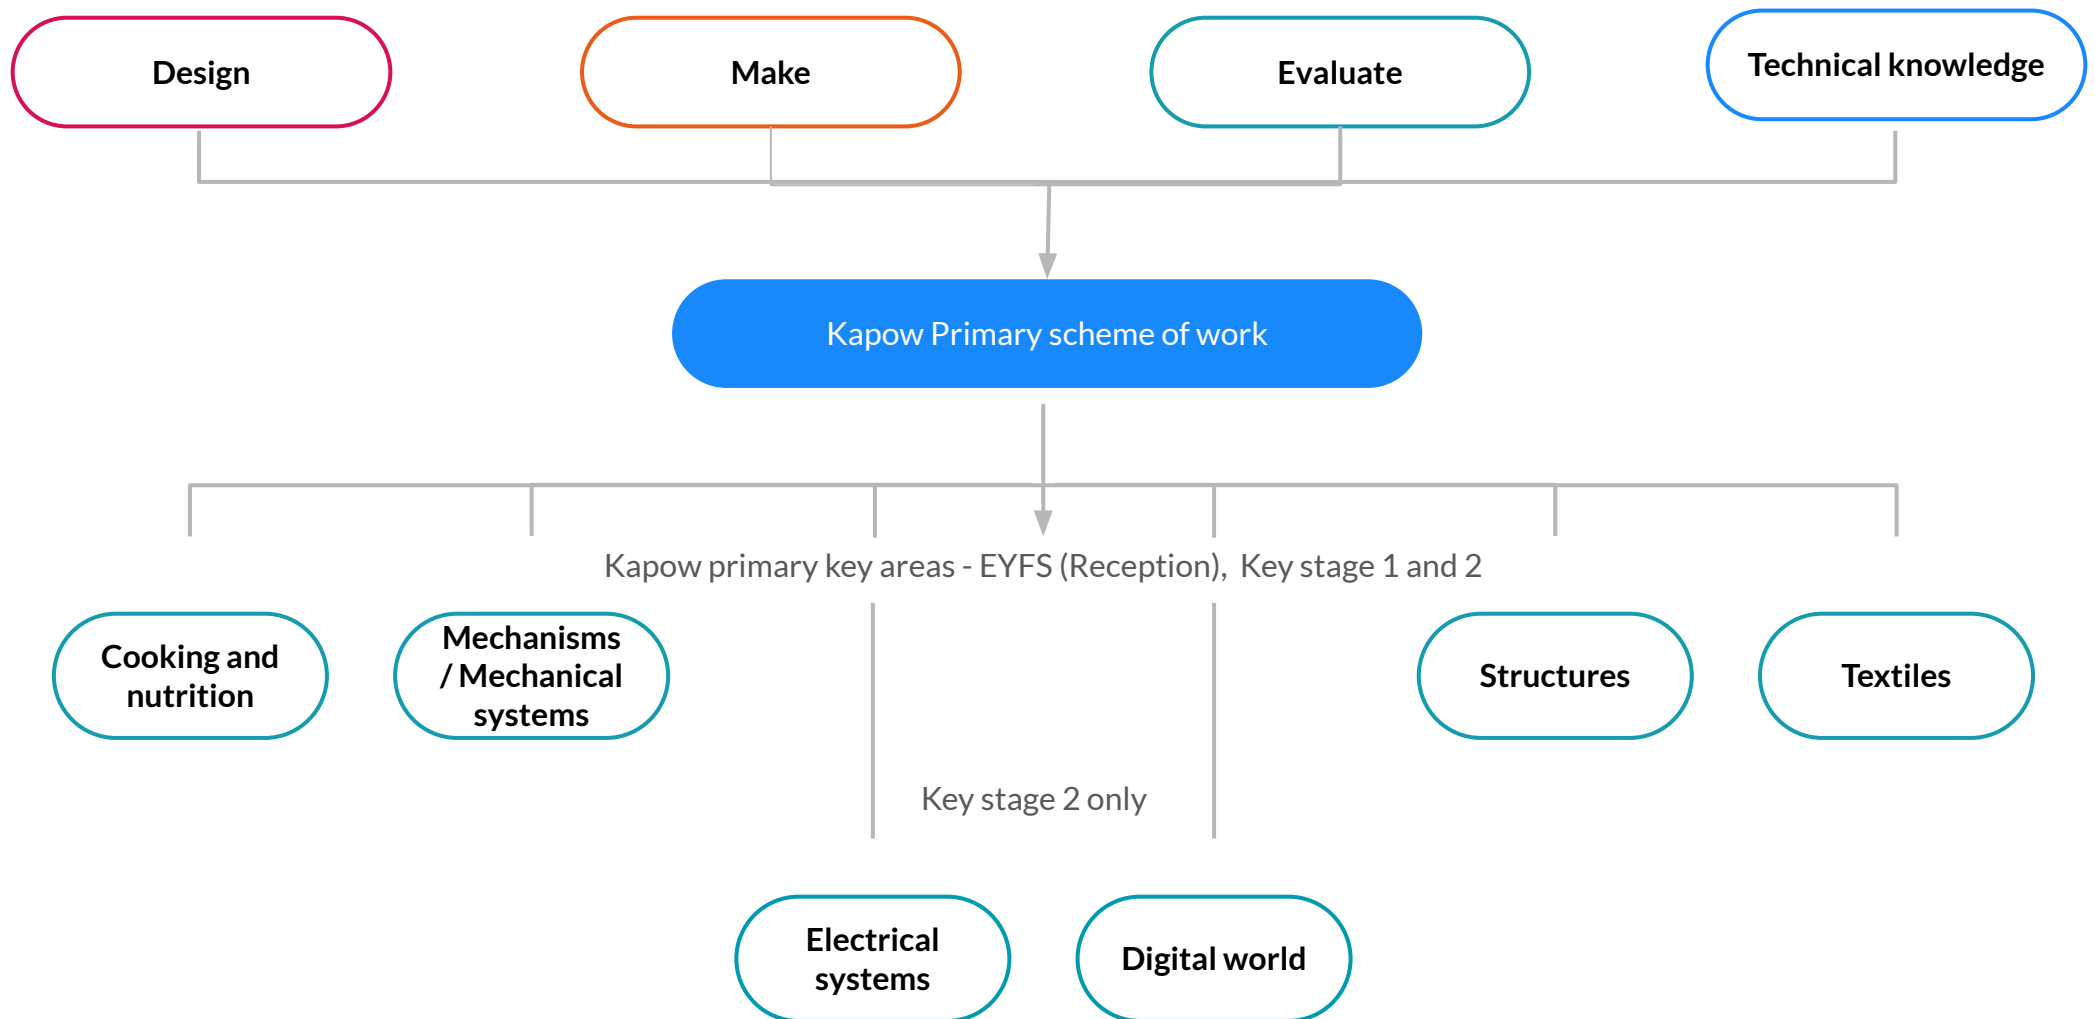 Design
Make
Evaluate
Technical knowledge
Kapow Primary scheme of work
Kapow primary key areas - EYFS (Reception), Key stage 1 and 2
Cooking and
nutrition
Mechanisms
/ Mechanical
systems
Structures
Textiles
Key stage 2 only
Electrical
systems
Digital world